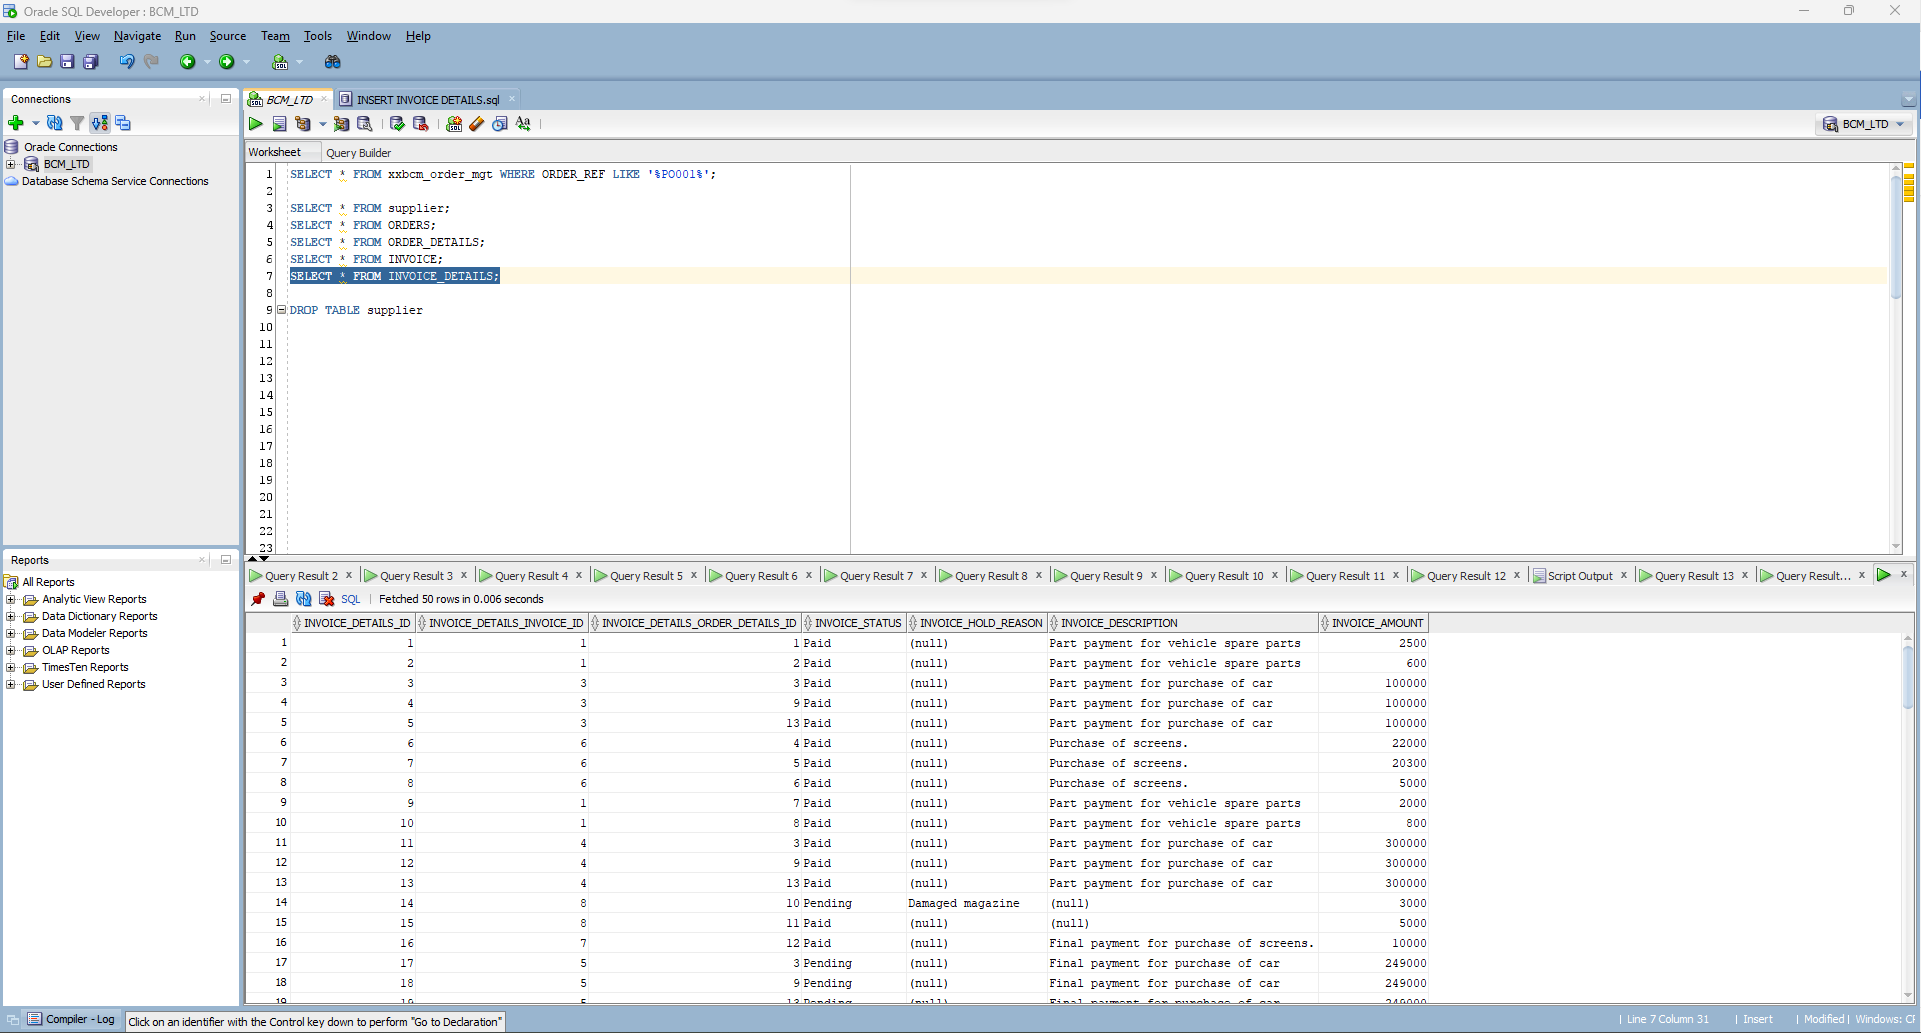 Oracle SQL Developer : BCM_LTD
File Edit View Navigate Run Source Team Tools Window Help
Connections
Oracle Connections
BCM_LTD
Database Schema Service Connections
Reports
All Reports
Analytic View Reports
Data Dictionary Reports
Data Modeler Reports
OLAP Reports
TimesTen Reports
User Defined Reports
BCM_LTD INSERT INVOICE DETAILS.sql
BCM_LTD
Worksheet Query Builder
1 SELECT * FROM xxbcm_order_mgt WHERE ORDER_REF LIKE '%PO001%';
2
3 SELECT * FROM supplier;
4 SELECT * FROM ORDERS;
5 SELECT * FROM ORDER_DETAILS;
6 SELECT * FROM INVOICE;
7 SELECT * FROM INVOICE_DETAILS;
8
9 DROP TABLE supplier
10
11
12
13
14
15
16
17
18
19
20
21
22
23
Query Result 2 x Query Result 3 x Query Result 4 x Query Result 5 x Query Result 6 x Query Result 7 x Query Result 8 x Query Result 9 x Query Result 10 x Query Result 11 x Query Result 12 x Script Output x Query Result 13 x Query Result... x x
SQL | Fetched 50 rows in 0.006 seconds
INVOICE_DETAILS_ID INVOICE_DETAILS_INVOICE_ID INVOICE_DETAILS_ORDER_DETAILS_ID INVOICE_STATUS INVOICE_HOLD_REASON INVOICE_DESCRIPTION INVOICE_AMOUNT
1 1 1 1 Paid (null) Part payment for vehicle spare parts 2500
2 2 1 2 Paid (null) Part payment for vehicle spare parts 600
3 3 3 3 Paid (null) Part payment for purchase of car 100000
4 4 3 9 Paid (null) Part payment for purchase of car 100000
5 5 3 13 Paid (null) Part payment for purchase of car 100000
6 6 6 4 Paid (null) Purchase of screens. 22000
7 7 6 5 Paid (null) Purchase of screens. 20300
8 8 6 6 Paid (null) Purchase of screens. 5000
9 9 1 7 Paid (null) Part payment for vehicle spare parts 2000
10 10 1 8 Paid (null) Part payment for vehicle spare parts 800
11 11 4 3 Paid (null) Part payment for purchase of car 300000
12 12 4 9 Paid (null) Part payment for purchase of car 300000
13 13 4 13 Paid (null) Part payment for purchase of car 300000
14 14 8 10 Pending Damaged magazine (null) 3000
15 15 8 11 Paid (null) (null) 5000
16 16 7 12 Paid (null) Final payment for purchase of screens. 10000
17 17 5 3 Pending (null) Final payment for purchase of car 249000
18 18 5 9 Pending (null) Final payment for purchase of car 249000
19 19 5 13 Pending (null) Final payment for purchase of car 249000
Compiler - Log Click on an identifier with the Control key down to perform "Go to Declaration"
| Line 7 Column 31 | Insert | Modified | Windows: CF